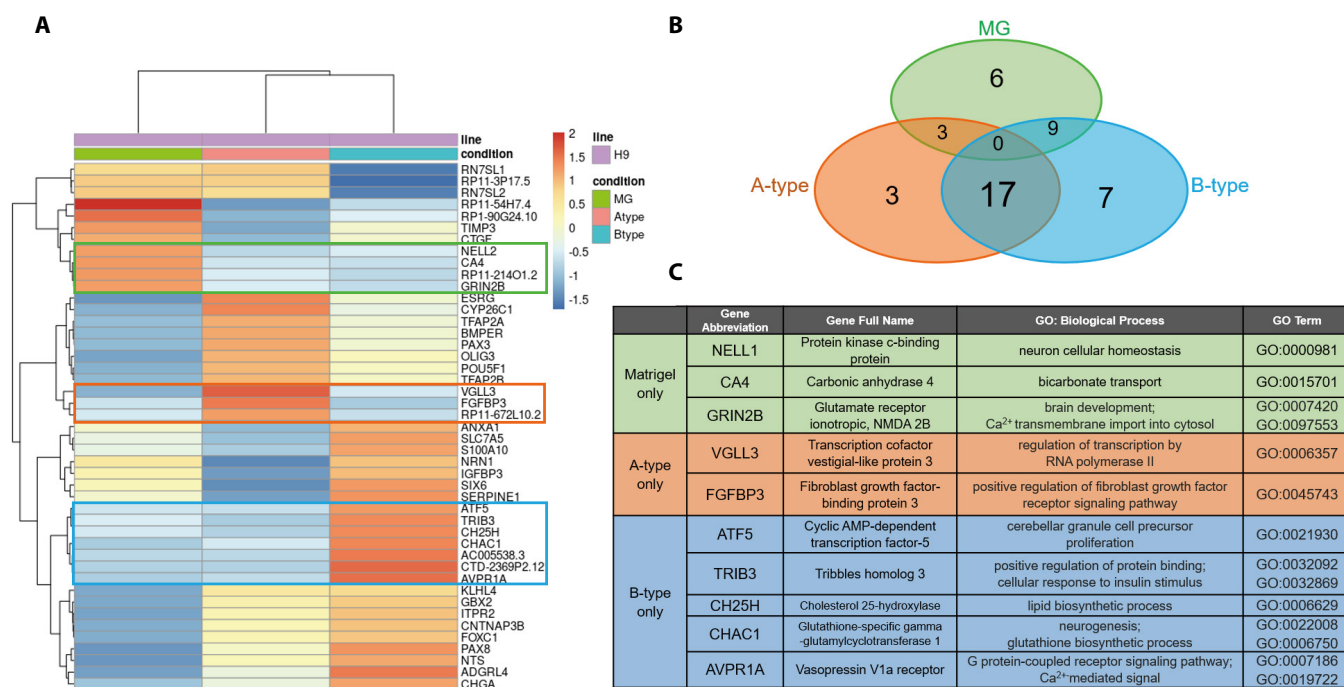 A
2
1.5
1
0.5
0
-0.5
-1
-1.5
line
H9
condition
MG
Atype
Btype
line
condition
RN7SL1
RP11-3P17.5
RN7SL2
RP11-54H7.4
RP1-90G24.10
TIMP3
CTGF
NELL2
CA4
RP11-214O1.2
GRIN2B
ESRG
CYP26C1
TFAP2A
BMPER
PAX3
OLIG3
POU5F1
TFAP2B
VGLL3
FGFBP3
RP11-672L10.2
ANXA1
SLC7A5
S100A10
NRN1
IGFBP3
SIX6
SERPINE1
ATF5
TRIB3
CH25H
CHAC1
AC005538.3
CTD-2369P2.12
AVPR1A
KLHL4
GBX2
ITPR2
CNTNAP3B
FOXC1
PAX8
NTS
ADGRL4
CHGA
B
MG
6
3
0
9
A-type
3
17
7
B-type
C
Gene Abbreviation Gene Full Name GO: Biological Process GO Term
Matrigel only
NELL1 Protein kinase c-binding protein neuron cellular homeostasis GO:0000981
CA4 Carbonic anhydrase 4 bicarbonate transport GO:0015701
GRIN2B Glutamate receptor ionotropic, NMDA 2B brain development; Ca2+ transmembrane import into cytosol GO:0007420 GO:0097553
A-type only
VGLL3 Transcription cofactor vestigial-like protein 3 regulation of transcription by RNA polymerase II GO:0006357
FGFBP3 Fibroblast growth factor-binding protein 3 positive regulation of fibroblast growth factor receptor signaling pathway GO:0045743
B-type only
ATF5 Cyclic AMP-dependent transcription factor-5 cerebellar granule cell precursor proliferation GO:0021930
TRIB3 Tribbles homolog 3 positive regulation of protein binding; cellular response to insulin stimulus GO:0032092 GO:0032869
CH25H Cholesterol 25-hydroxylase lipid biosynthetic process GO:0006629
CHAC1 Glutathione-specific gamma -glutamylcyclotransferase 1 neurogenesis; glutathione biosynthetic process GO:0022008 GO:0006750
AVPR1A Vasopressin V1a receptor G protein-coupled receptor signaling pathway; Ca2+-mediated signal GO:0007186 GO:0019722